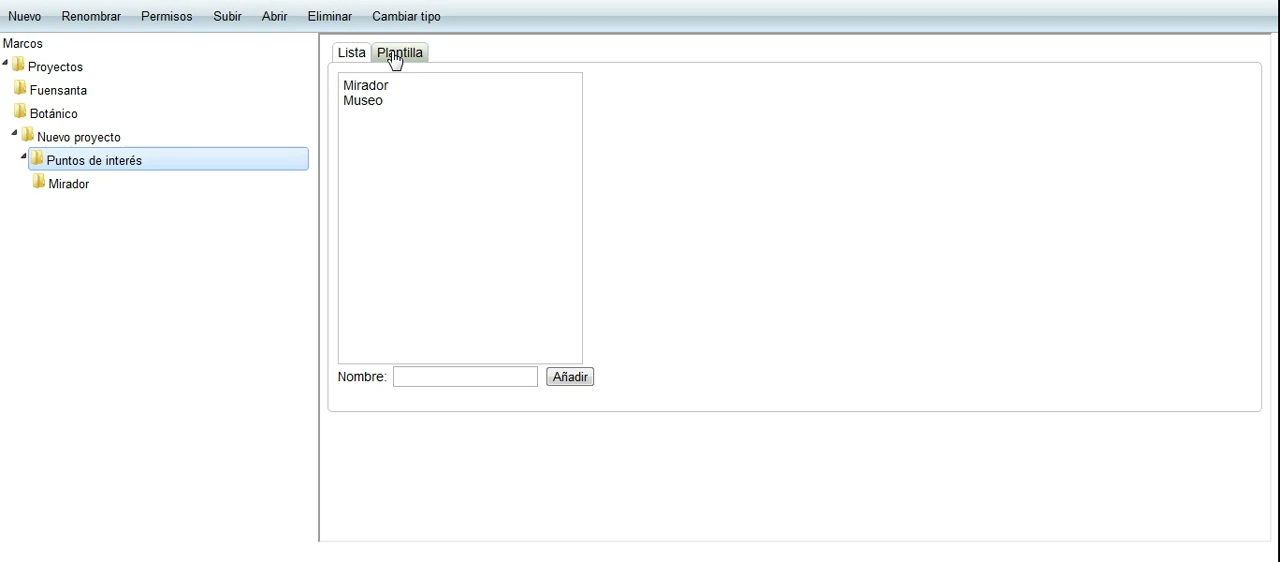 Nuevo Renombrar Permisos Subir Abrir Eliminar Cambiar tipo
Marcos
Proyectos
Fuensanta
Botánico
Nuevo proyecto
Puntos de interés
Mirador
Lista Plantilla
Mirador
Museo
Nombre: Añadir